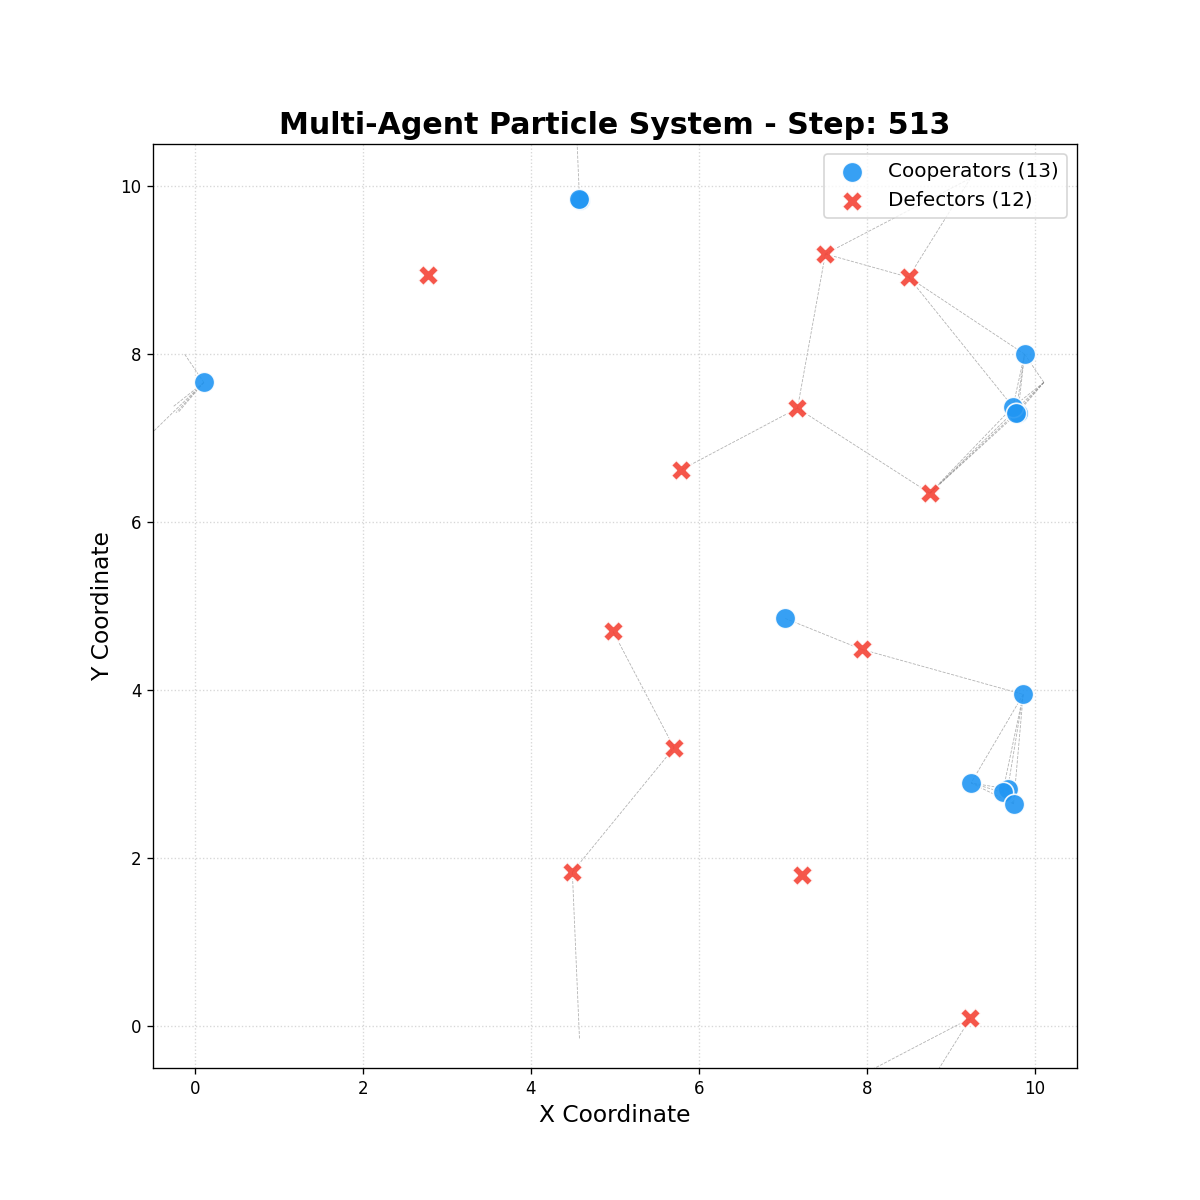 Multi-Agent Particle System - Step: 513
Cooperators (13)
Defectors (12)
Y Coordinate
10
8
6
4
2
0
0 2 4 6 8 10
X Coordinate